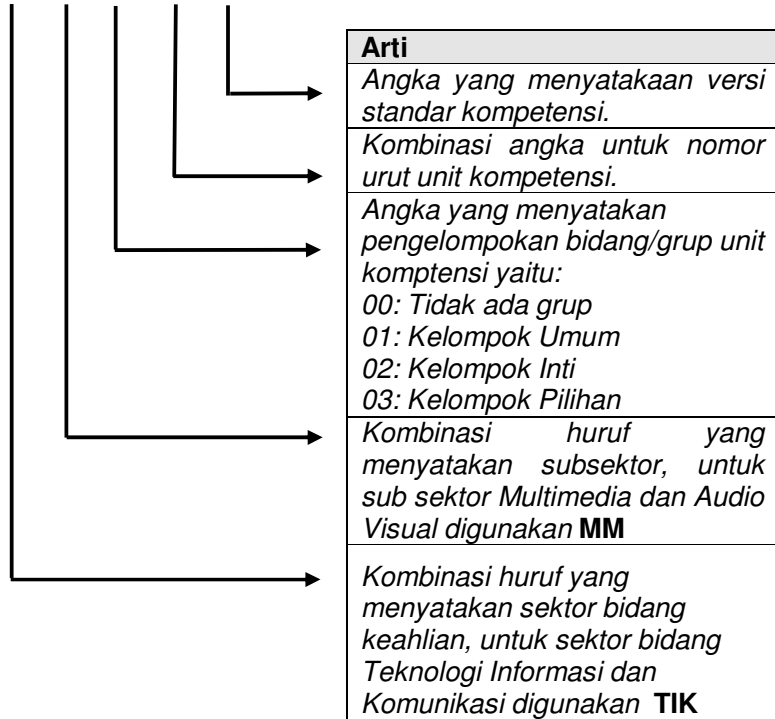 Arti
Angka yang menyatakaan versi
standar kompetensi.
Kombinasi angka untuk nomor
urut unit kompetensi.
Angka yang menyatakan
pengelompokan bidang/grup unit
komptensi yaitu:
00: Tidak ada grup
01: Kelompok Umum
02: Kelompok Inti
03: Kelompok Pilihan
Kombinasi huruf yang
menyatakan subsektor, untuk
sub sektor Multimedia dan Audio
Visual digunakan MM
Kombinasi huruf yang
menyatakan sektor bidang
keahlian, untuk sektor bidang
Teknologi Informasi dan
Komunikasi digunakan TIK